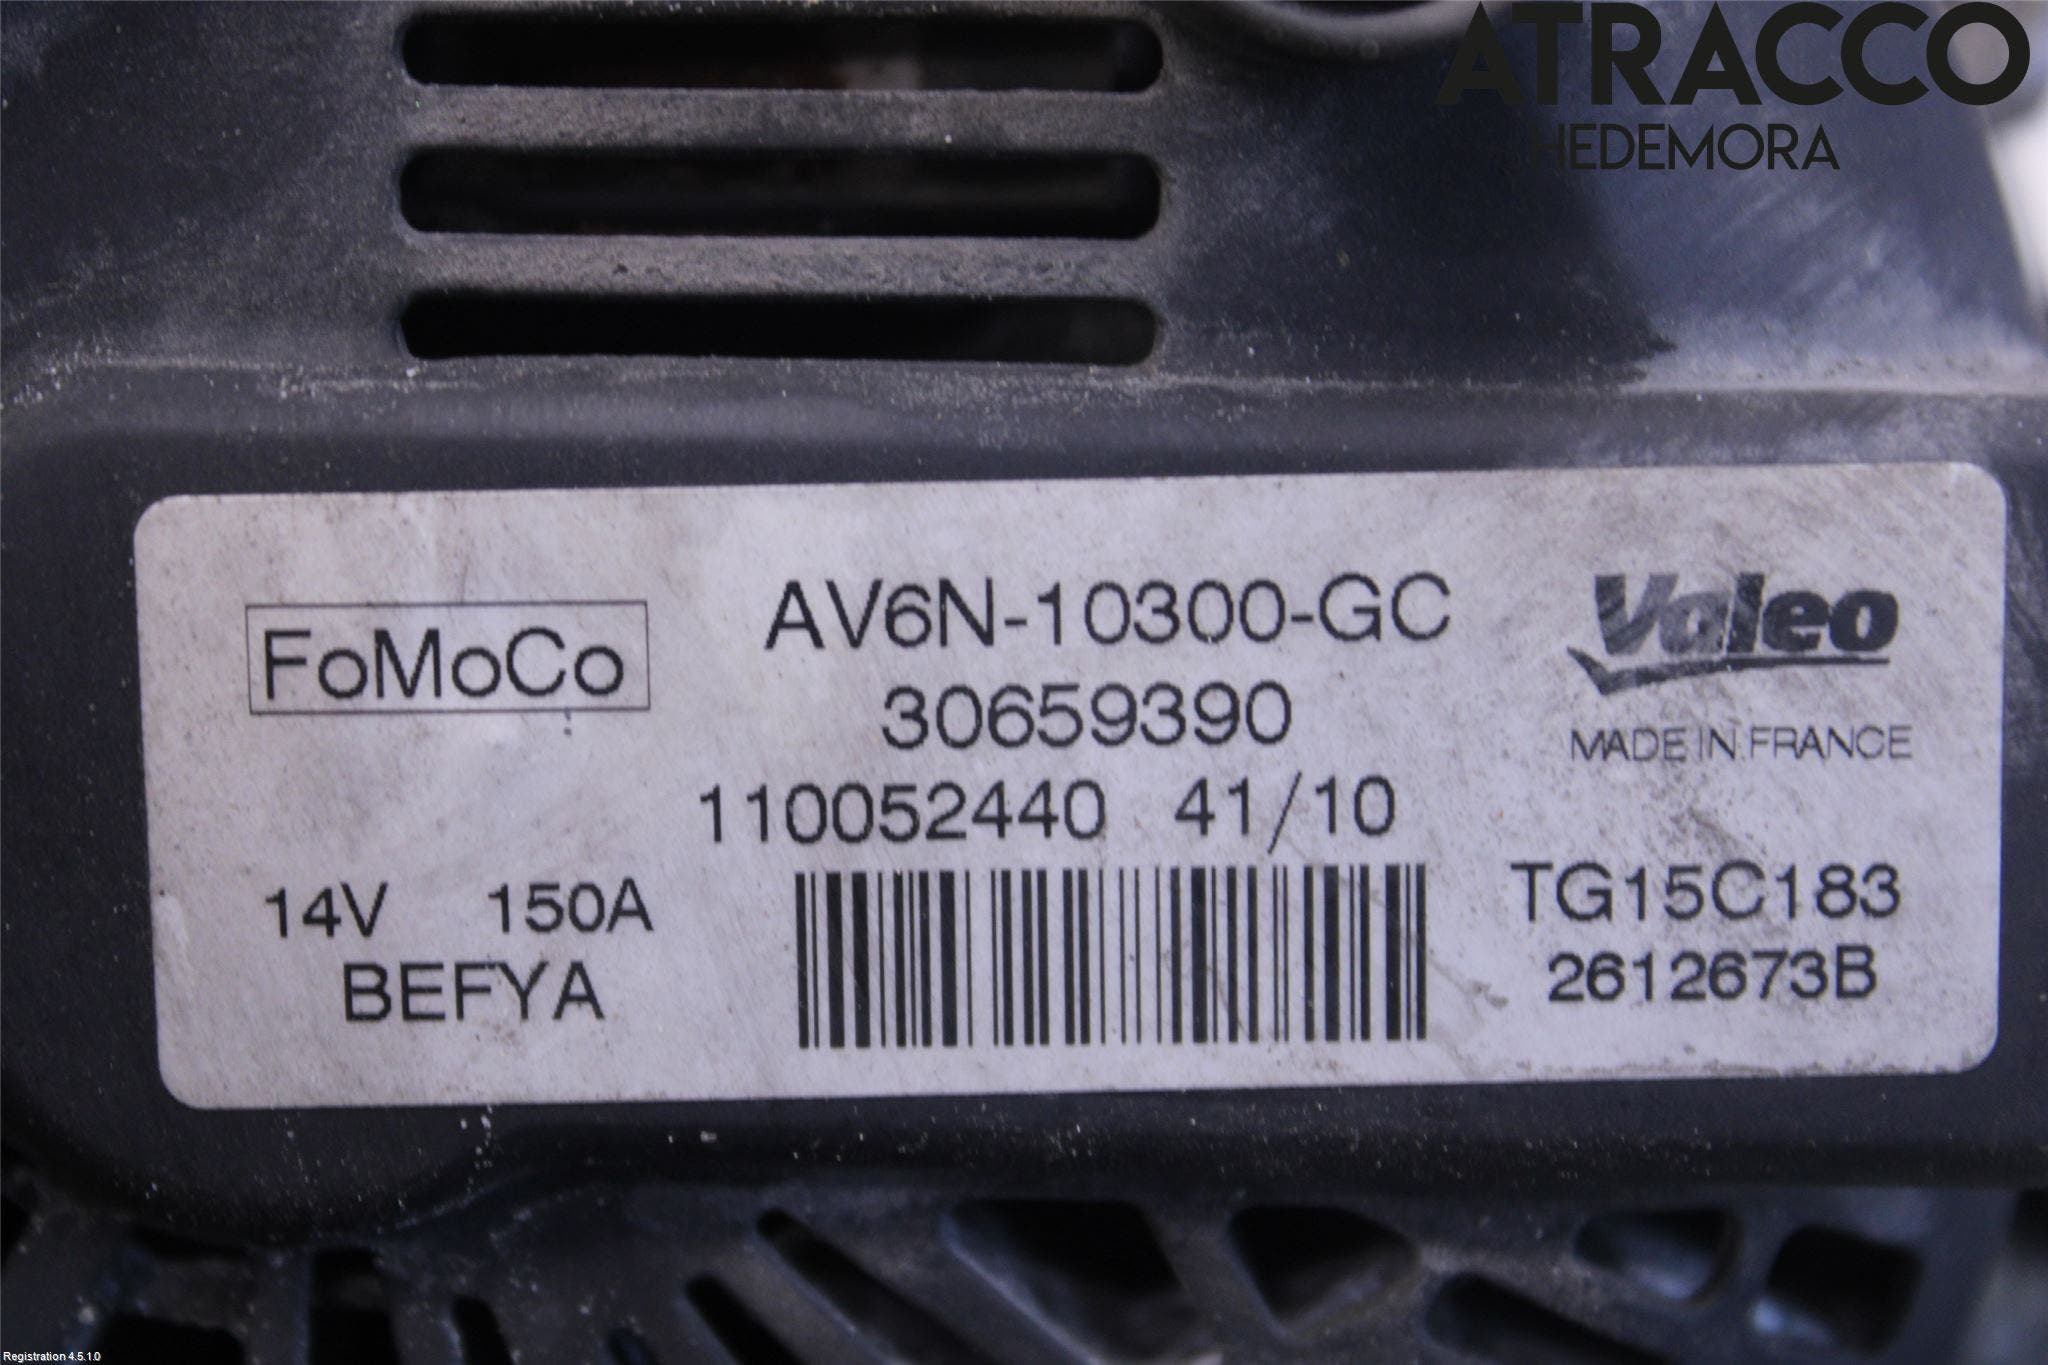 ATRACCO
HEDEMORA
FoMoCo
AV6N-10300-GC
30659390
110052440 41/10
Valeo
MADE IN FRANCE
14V 150A
BEFYA
TG15C183
2612673B
Registration 4.5.1.0